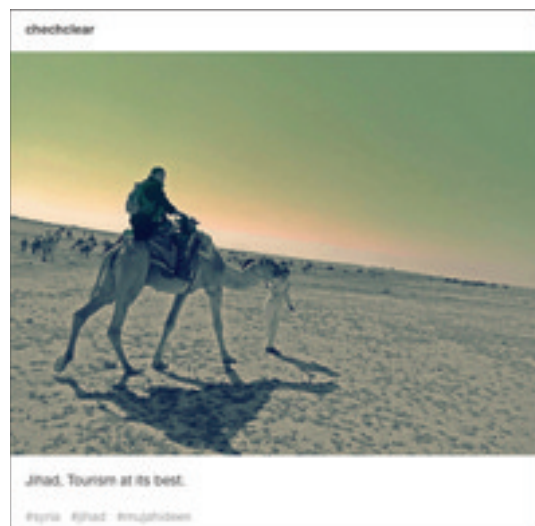 chechclear
Jihad, Tourism at its best.
#syria #jihad #mujahideen